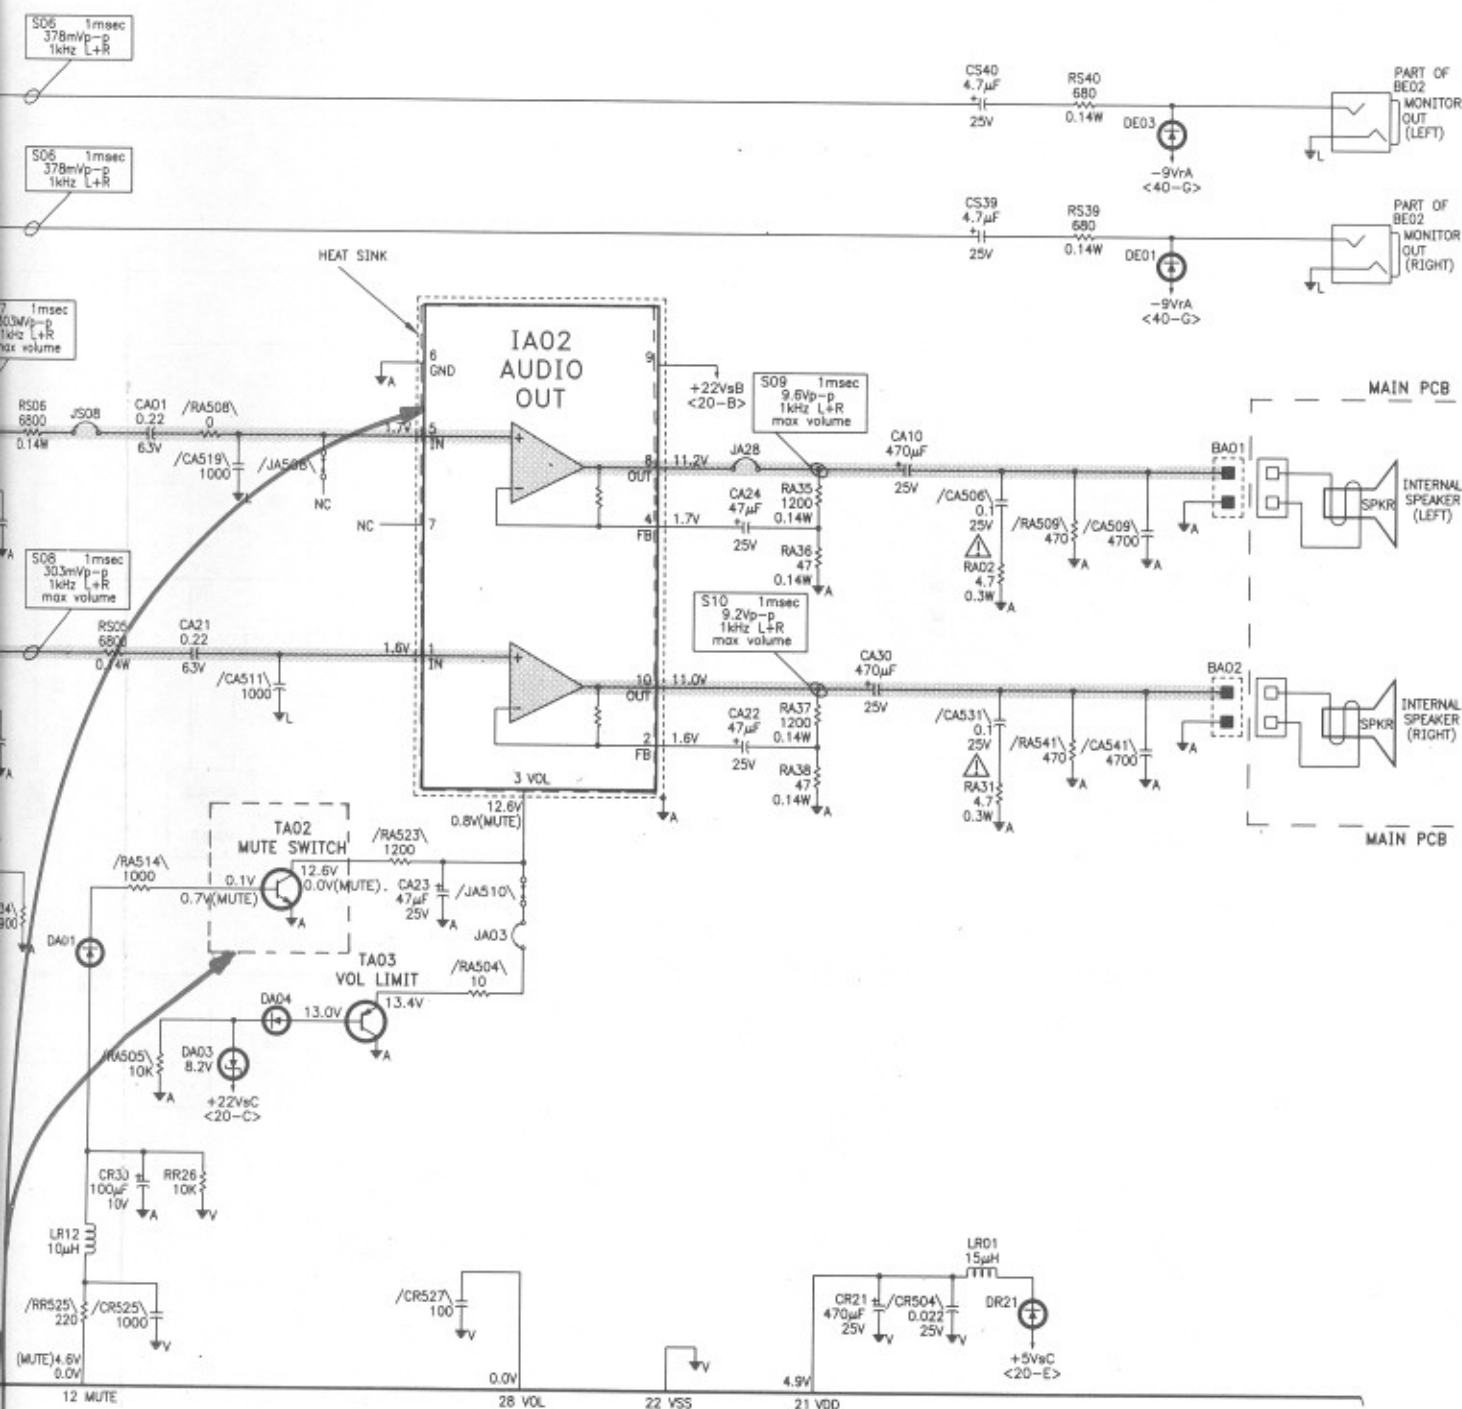 S06 1msec
378mVp-p
1kHz L+R
CS40
4.7µF
+
25V
RS40
680
0.14W
DE03
-9VrA
<40-G>
PART OF
BE02
MONITOR
OUT
(LEFT)
L
S06 1msec
378mVp-p
1kHz L+R
CS39
4.7µF
+
25V
RS39
680
0.14W
DE01
-9VrA
<40-G>
PART OF
BE02
MONITOR
OUT
(RIGHT)
L
HEAT SINK
7 1msec
303MVp-p
1kHz L+R
max volume
IA02
AUDIO
OUT
6
GND
A
9
+22VsB
<20-B>
S09 1msec
9.6Vp-p
1kHz L+R
max volume
MAIN PCB
RS06
6800
0.14W
JS08
CA01
0.22
63V
/RA508\
0
/CA519\
1000
L
/JA508\
NC
1.7V
5
IN
+
-
8
OUT
11.2V
JA28
CA10
470µF
+
25V
BA01
INTERNAL
SPEAKER
(LEFT)
SPKR
NC
7
4
FB
1.7V
CA24
47µF
+
25V
RA35
1200
0.14W
RA36
47
0.14W
A
/CA506\
0.1
25V
RA02
4.7
0.3W
A
/RA509\
470
A
/CA509\
4700
A
A
A
S08 1msec
303mVp-p
1kHz L+R
max volume
RS05
6800
0.14W
CA21
0.22
63V
/CA511\
1000
L
1.6V
1
IN
+
-
10
OUT
11.0V
S10 1msec
9.2Vp-p
1kHz L+R
max volume
CA30
470µF
+
25V
BA02
INTERNAL
SPEAKER
(RIGHT)
SPKR
2
FB
1.6V
CA22
47µF
+
25V
RA37
1200
0.14W
RA38
47
0.14W
A
/CA531\
0.1
25V
RA31
4.7
0.3W
A
/RA541\
470
A
/CA541\
4700
A
A
A
3 VOL
12.6V
0.8V(MUTE)
A
MAIN PCB
TA02
MUTE SWITCH
/RA514\
1000
0.1V
0.7V(MUTE)
12.6V
0.0V(MUTE).
A
/RA523\
1200
CA23
47µF
+
25V
A
/JA510\
JA03
34\
900
A
DA01
TA03
VOL LIMIT
/RA504\
10
13.4V
A
DA04
13.0V
/RA505\
10K
A
DA03
8.2V
+22VsC
<20-C>
CR30
100µF
+
10V
A
RR26
10K
V
LR12
10µH
/RR525\
220
/CR525\
1000
V
(MUTE)4.6V
0.0V
12 MUTE
/CR527\
100
V
0.0V
28 VOL
V
22 VSS
4.9V
21 VDD
CR21
470µF
+
25V
V
/CR504\
0.022
25V
V
LR01
15µH
DR21
+5VsC
<20-E>